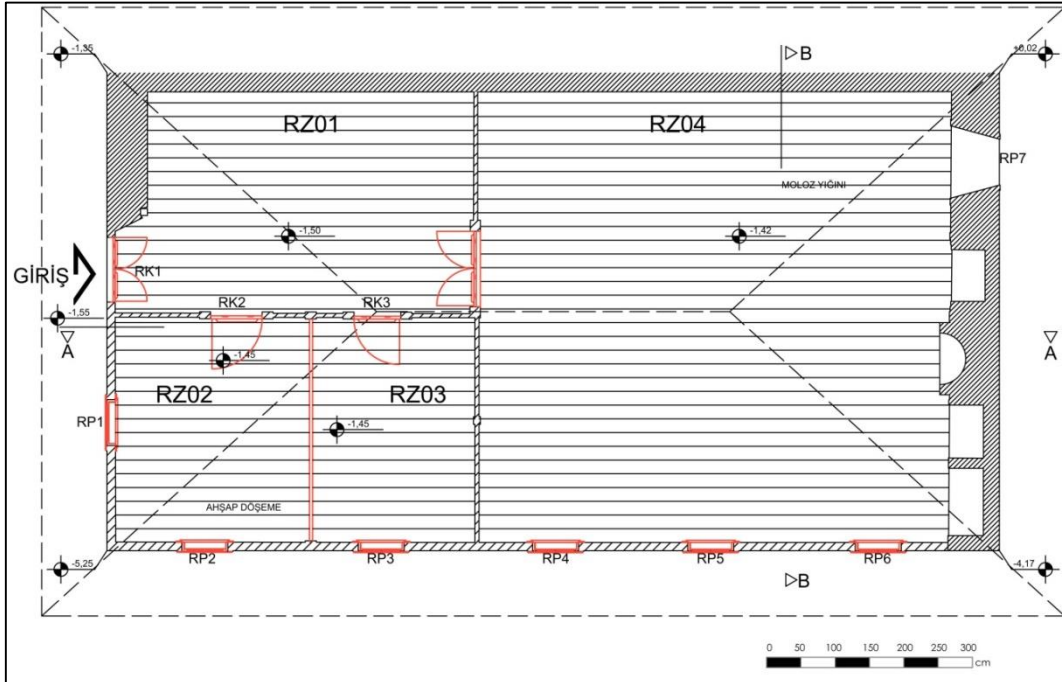 -1,35
B
+0,02
RZ01
RZ04
RP7
MOLOZ YIĞINI
-1,50
-1,42
GİRİŞ
RK1
RK2
RK3
-1,55
A
A
-1,45
RZ02
RZ03
RP1
-1,45
AHŞAP DÖŞEME
RP2
RP3
RP4
RP5
RP6
-5,25
B
-4,17
0 50 100 150 200 250 300
cm